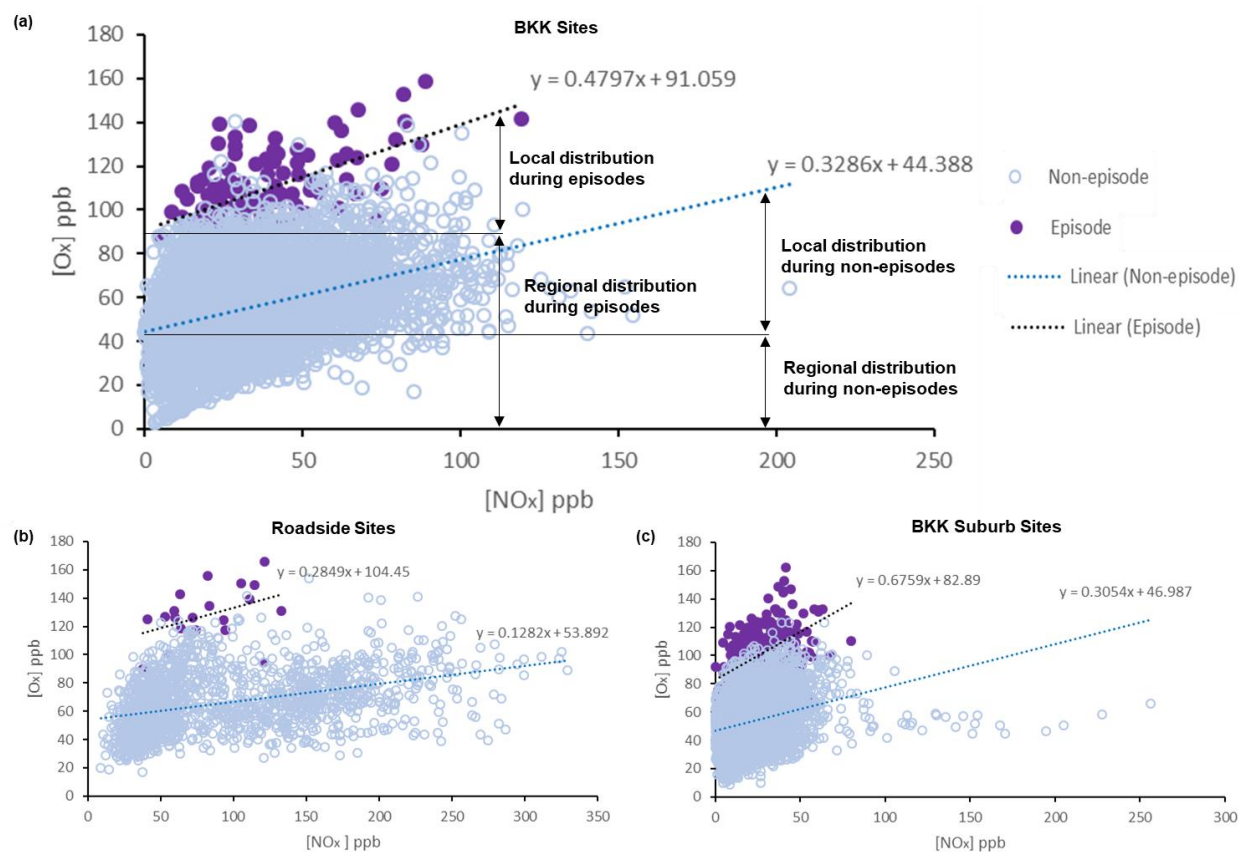 (a)
BKK Sites
180
160
140
120
100
80
60
40
20
0
[Ox] ppb
y = 0.4797x + 91.059
y = 0.3286x + 44.388
Local distribution
during episodes
Regional distribution
during episodes
Local distribution
during non-episodes
Regional distribution
during non-episodes
0 50 100 150 200 250
[NOx] ppb
Non-episode
Episode
Linear (Non-episode)
Linear (Episode)
(b)
Roadside Sites
180
160
140
120
100
80
60
40
20
0
[Ox] ppb
y = 0.2849x + 104.45
y = 0.1282x + 53.892
0 50 100 150 200 250 300 350
[NOx ] ppb
(c)
BKK Suburb Sites
180
160
140
120
100
80
60
40
20
0
[Ox] ppb
y = 0.6759x + 82.89
y = 0.3054x + 46.987
0 50 100 150 200 250 300
[NOx] ppb